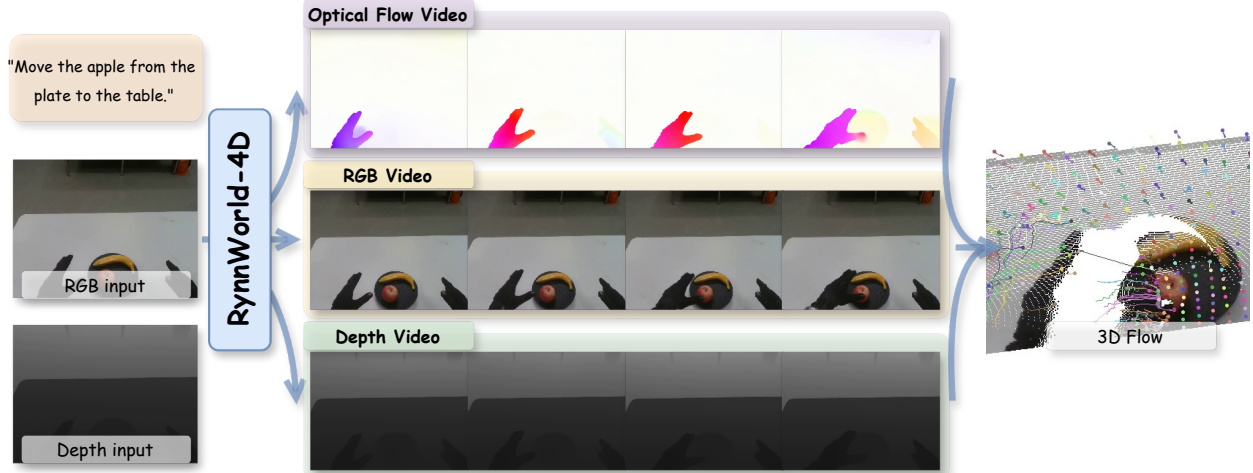 "Move the apple from the
plate to the table."
RGB input
Depth input
RynnWorld-4D
Optical Flow Video
RGB Video
Depth Video
3D Flow